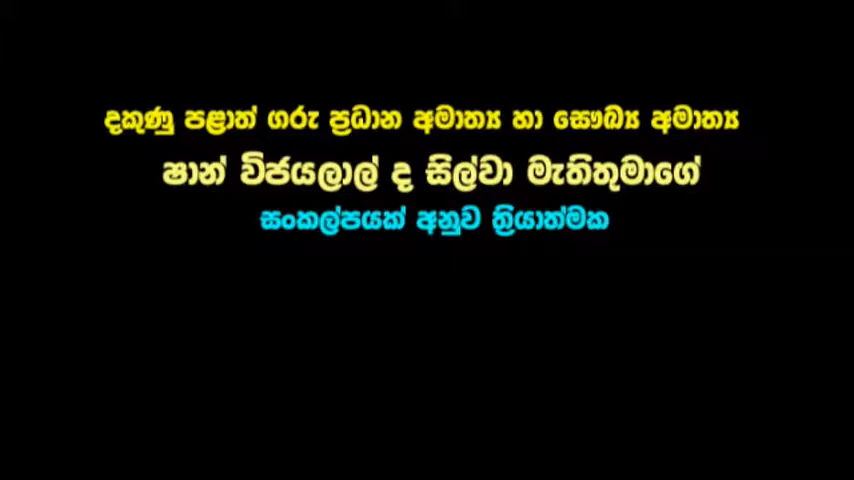 දකුණු පළාත් ගරු ප්‍රධාන අමාත්‍ය හා සෞඛ්‍ය අමාත්‍ය
ෂාන් විජයලාල් ද සිල්වා මැතිතුමාගේ
සංකල්පයක් අනුව ත්‍රියාත්මක